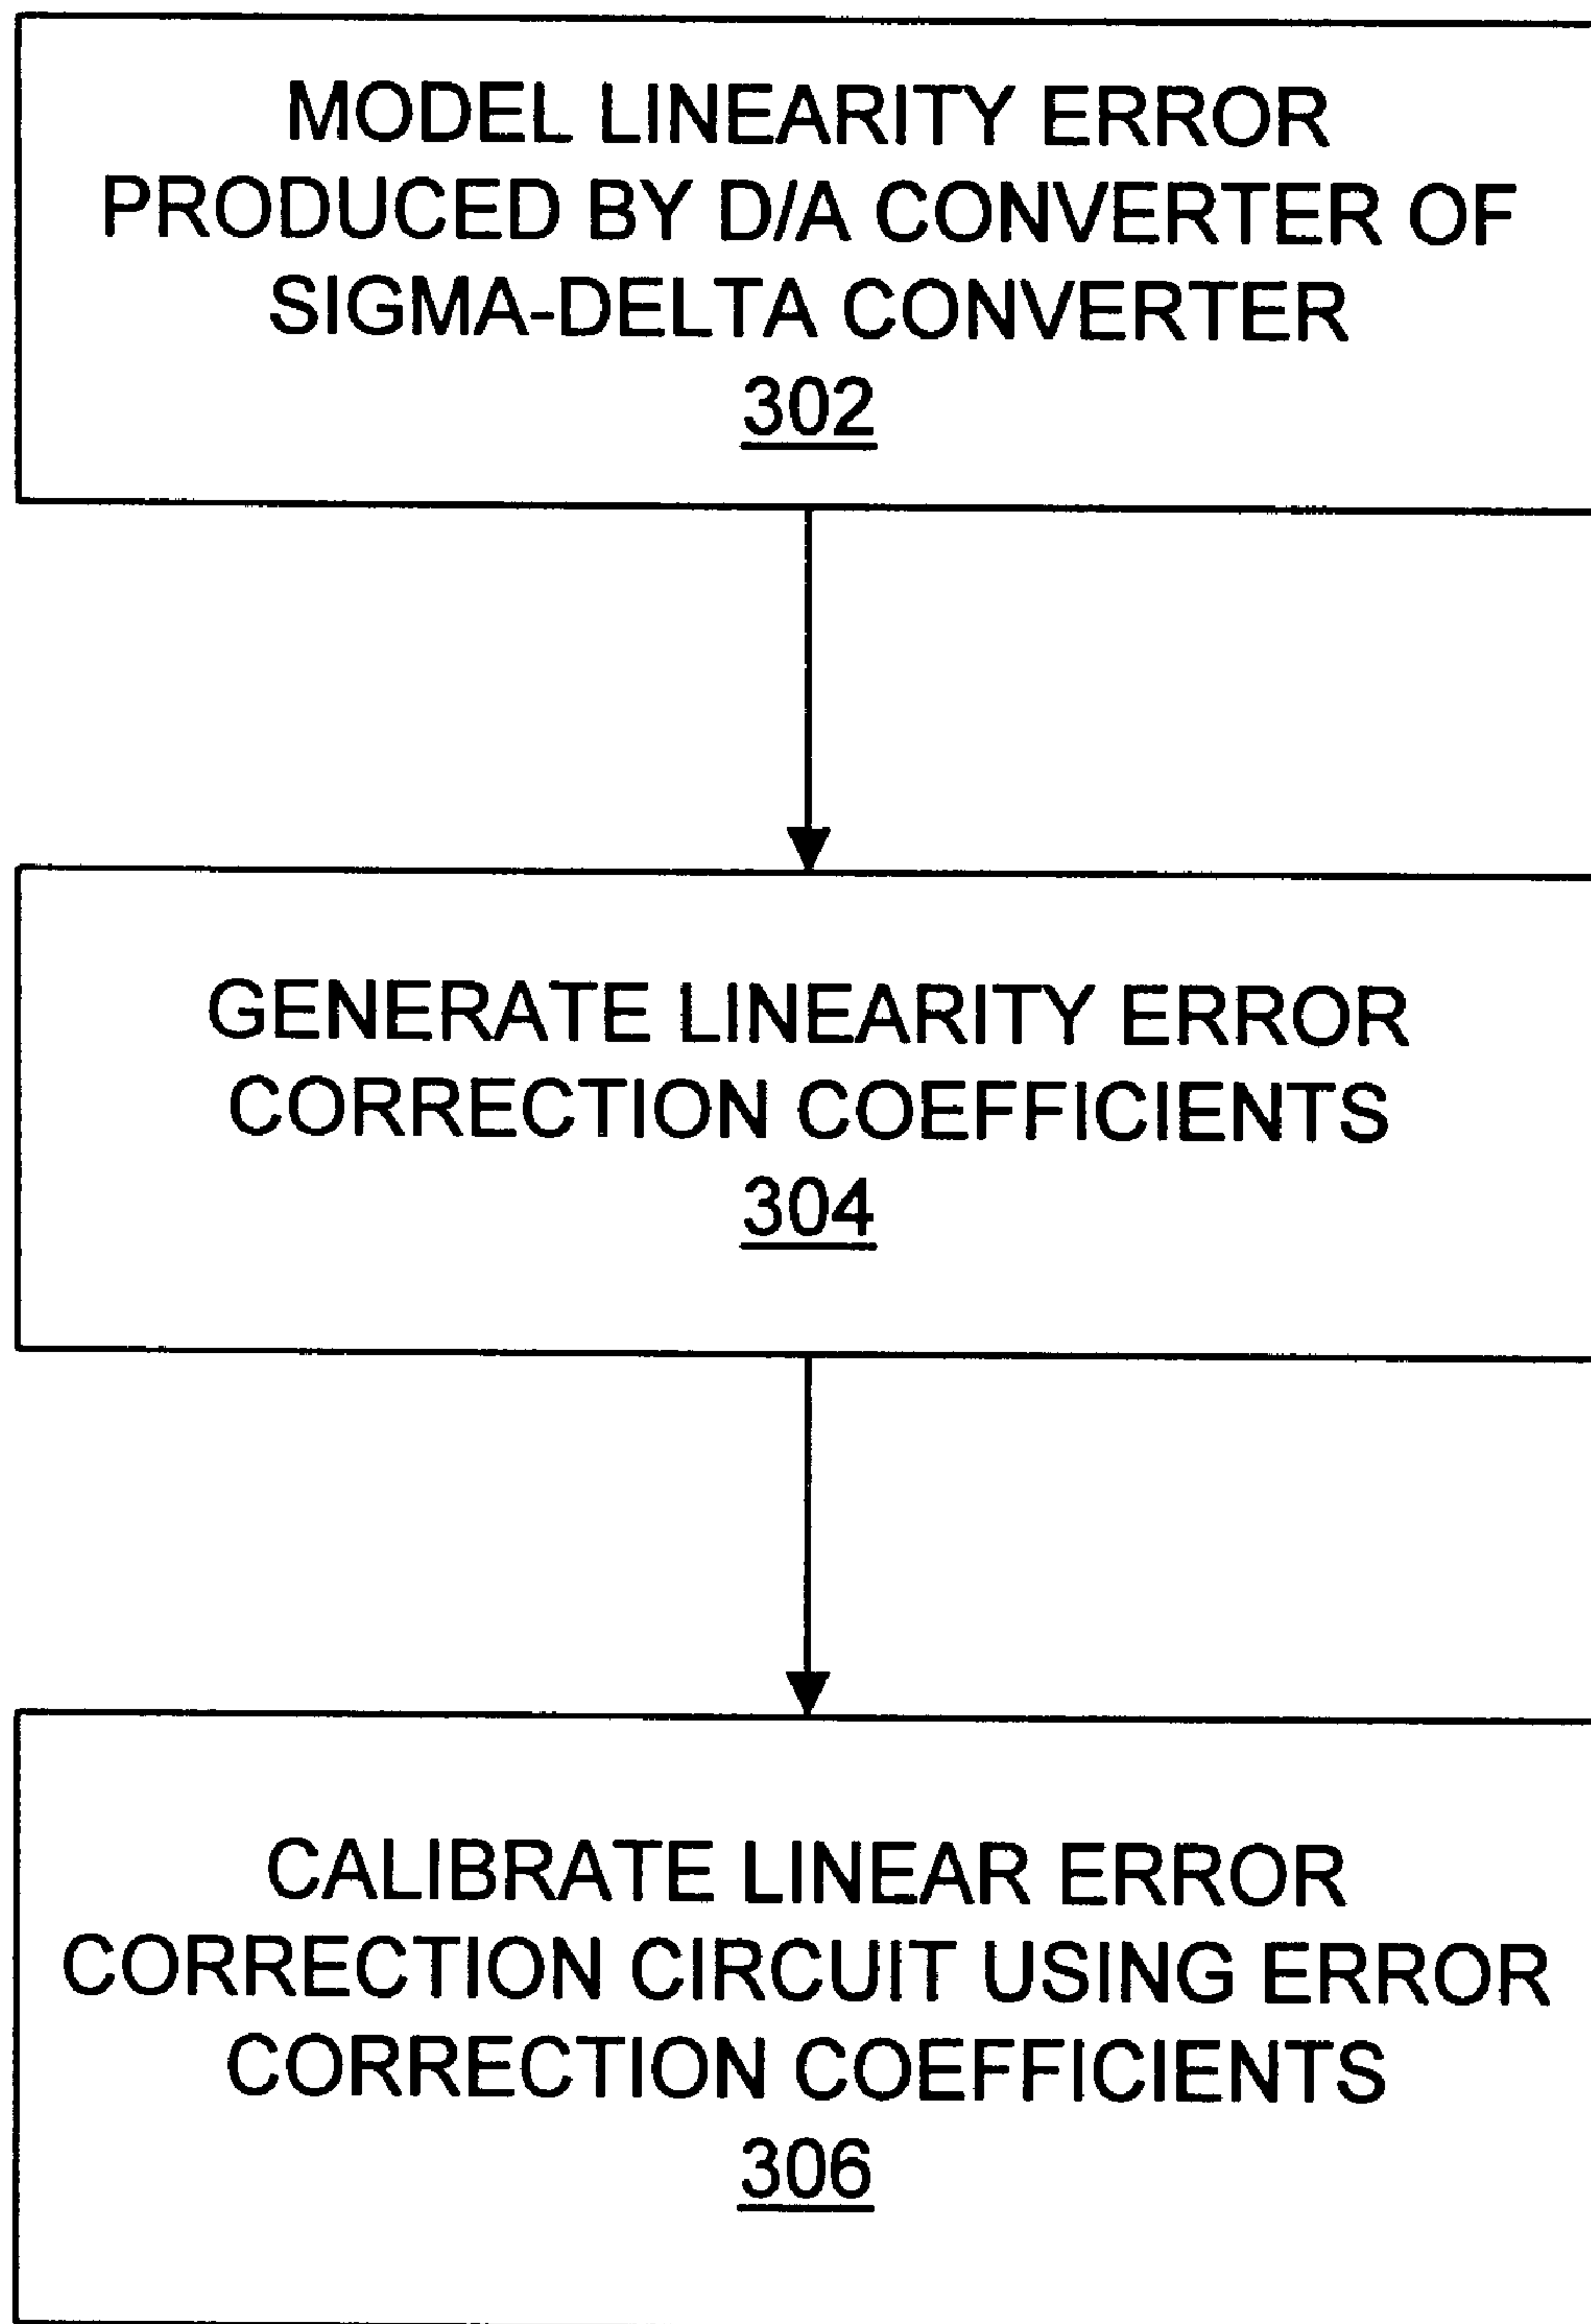 MODEL LINEARITY ERROR
PRODUCED BY D/A CONVERTER OF
SIGMA-DELTA CONVERTER
302
GENERATE LINEARITY ERROR
CORRECTION COEFFICIENTS
304
CALIBRATE LINEAR ERROR
CORRECTION CIRCUIT USING ERROR
CORRECTION COEFFICIENTS
306